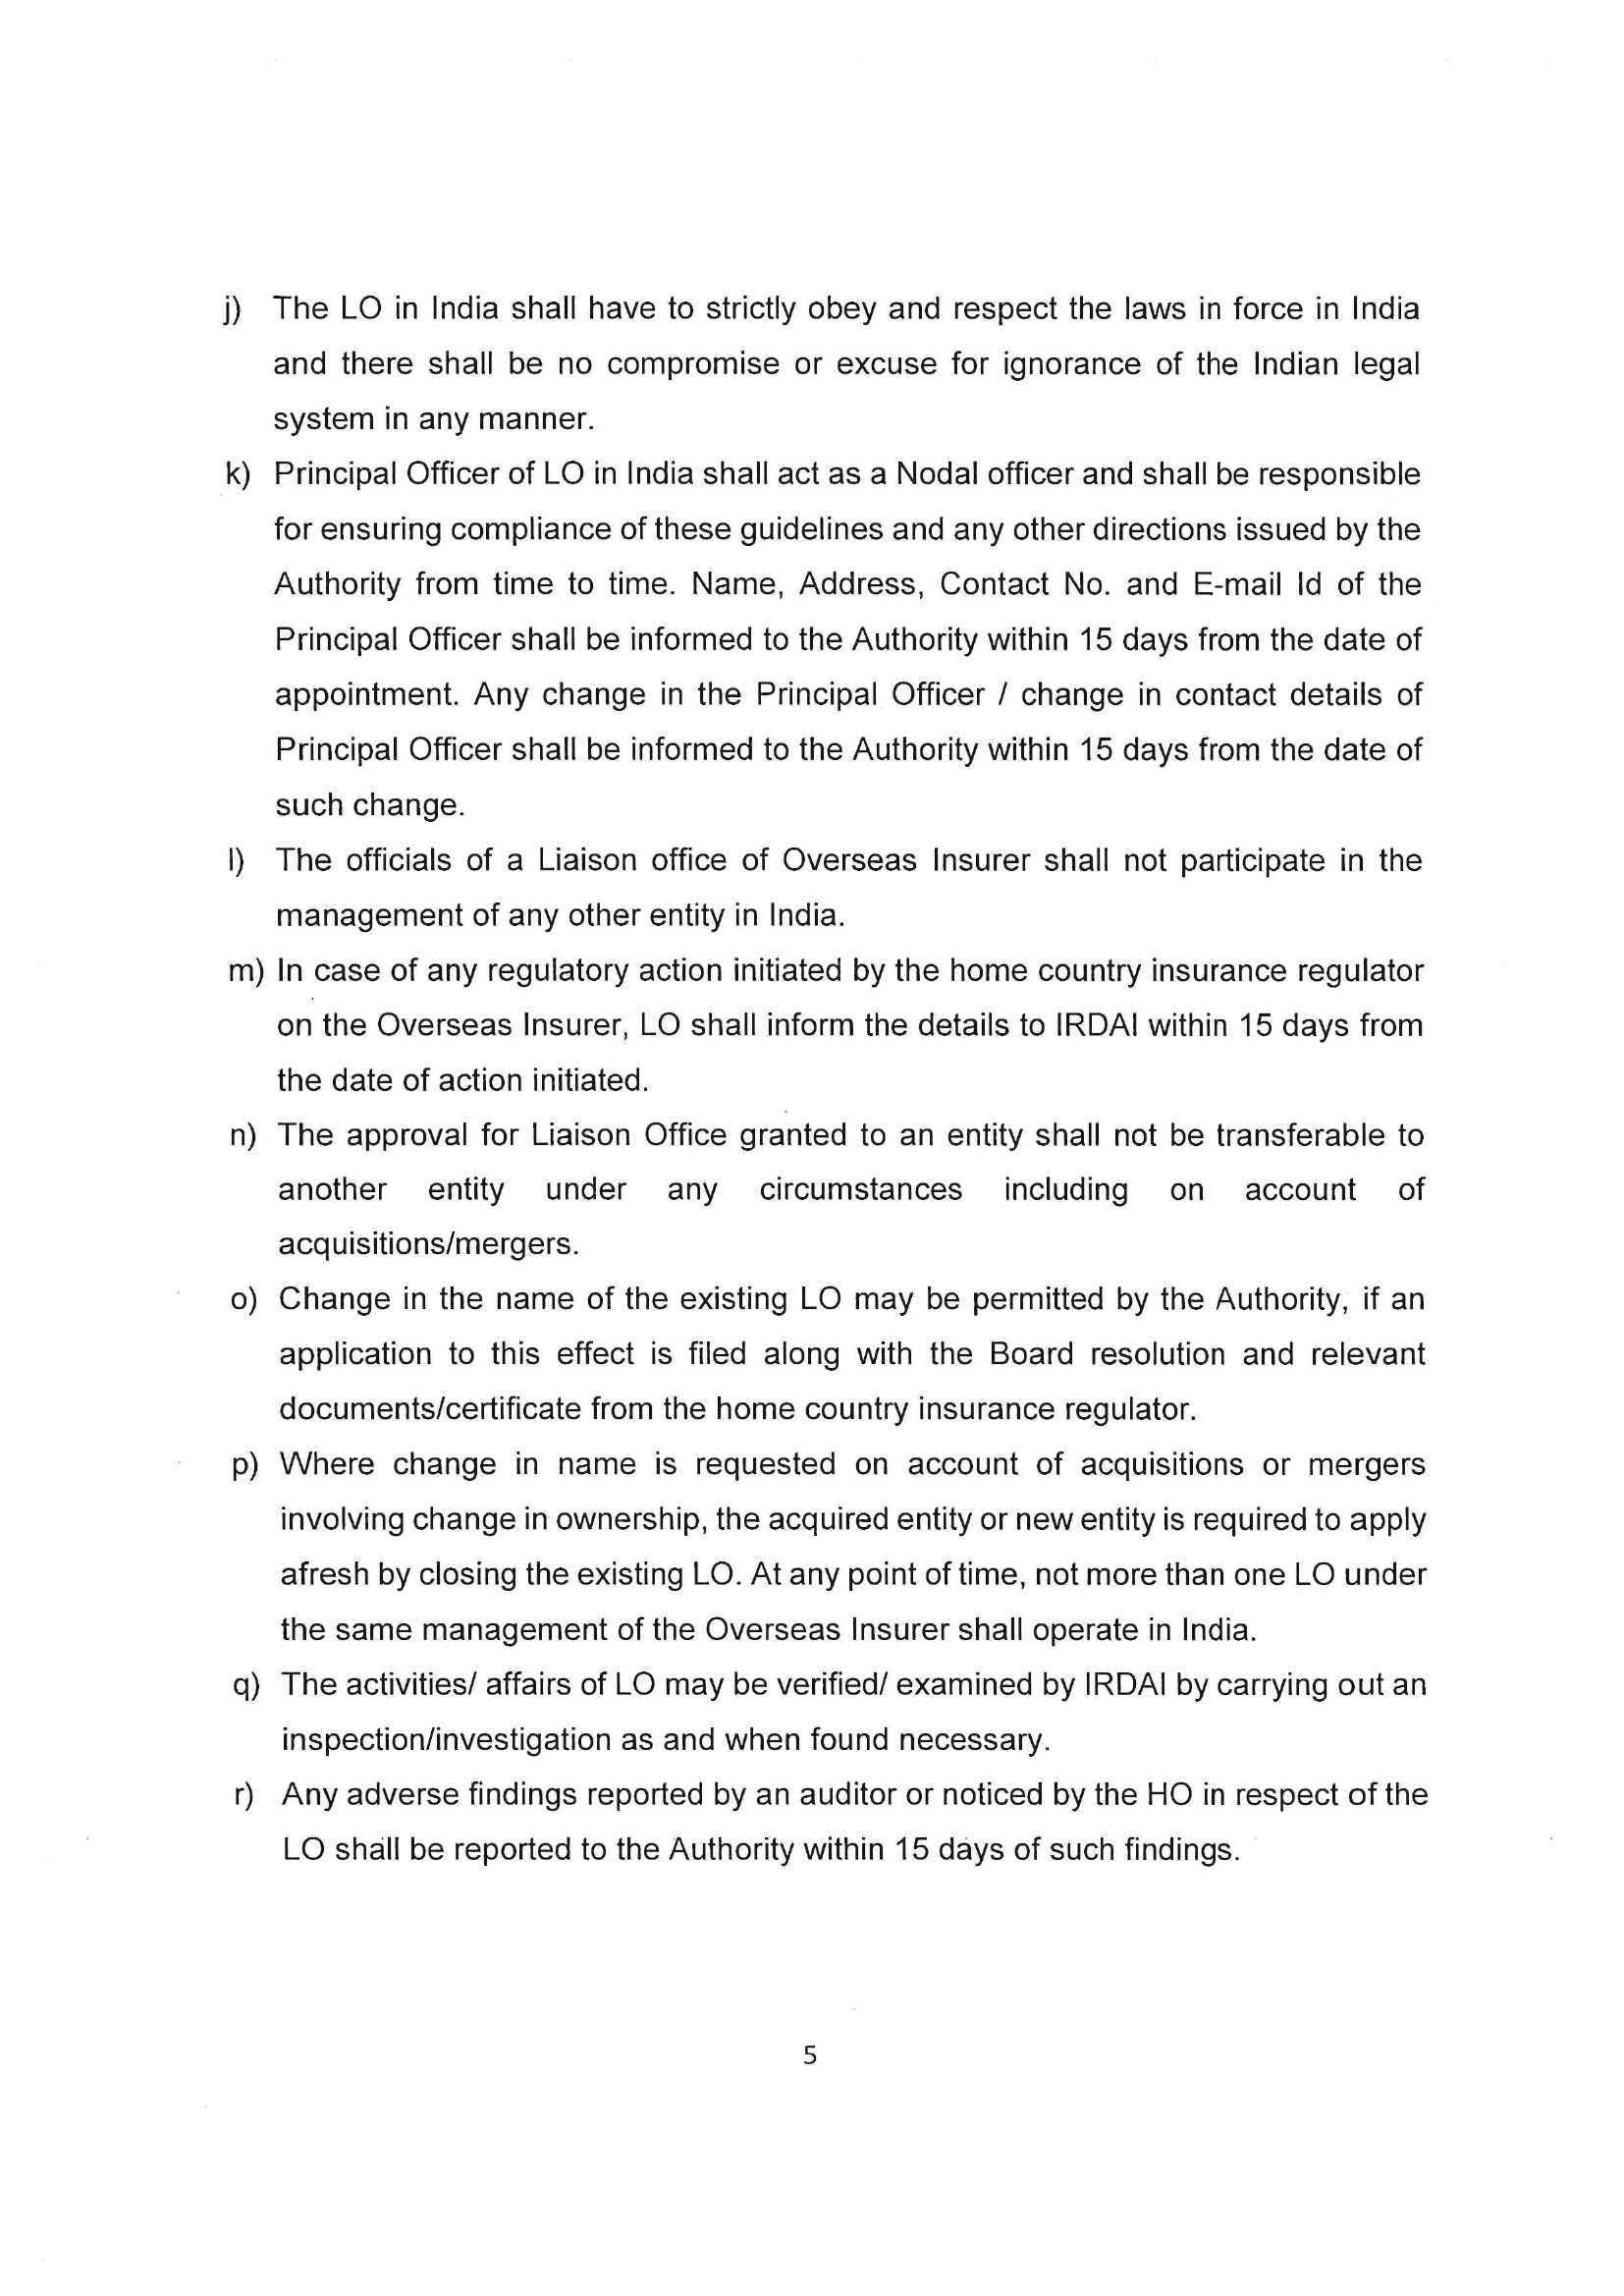 j) The LO in India shall have to strictly obey and respect the laws in force in India
and there shall be no compromise or excuse for ignorance of the Indian legal
system in any manner.
k) Principal Officer of LO in India shall act as a Nodal officer and shall be responsible
for ensuring compliance of these guidelines and any other directions issued by the
Authority from time to time. Name, Address, Contact No. and E-mail Id of the
Principal Officer shall be informed to the Authority within 15 days from the date of
appointment. Any change in the Principal Officer / change in contact details of
Principal Officer shall be informed to the Authority within 15 days from the date of
such change.
l) The officials of a Liaison office of Overseas Insurer shall not participate in the
management of any other entity in India.
m) In case of any regulatory action initiated by the home country insurance regulator
on the Overseas Insurer, LO shall inform the details to IRDAI within 15 days from
the date of action initiated.
n) The approval for Liaison Office granted to an entity shall not be transferable to
another entity under any circumstances including on account of
acquisitions/mergers.
o) Change in the name of the existing LO may be permitted by the Authority, if an
application to this effect is filed along with the Board resolution and relevant
documents/certificate from the home country insurance regulator.
p) Where change in name is requested on account of acquisitions or mergers
involving change in ownership, the acquired entity or new entity is required to apply
afresh by closing the existing LO. At any point of time, not more than one LO under
the same management of the Overseas Insurer shall operate in India.
q) The activities/ affairs of LO may be verified/ examined by IRDAI by carrying out an
inspection/investigation as and when found necessary.
r) Any adverse findings reported by an auditor or noticed by the HO in respect of the
LO shall be reported to the Authority within 15 days of such findings.
5